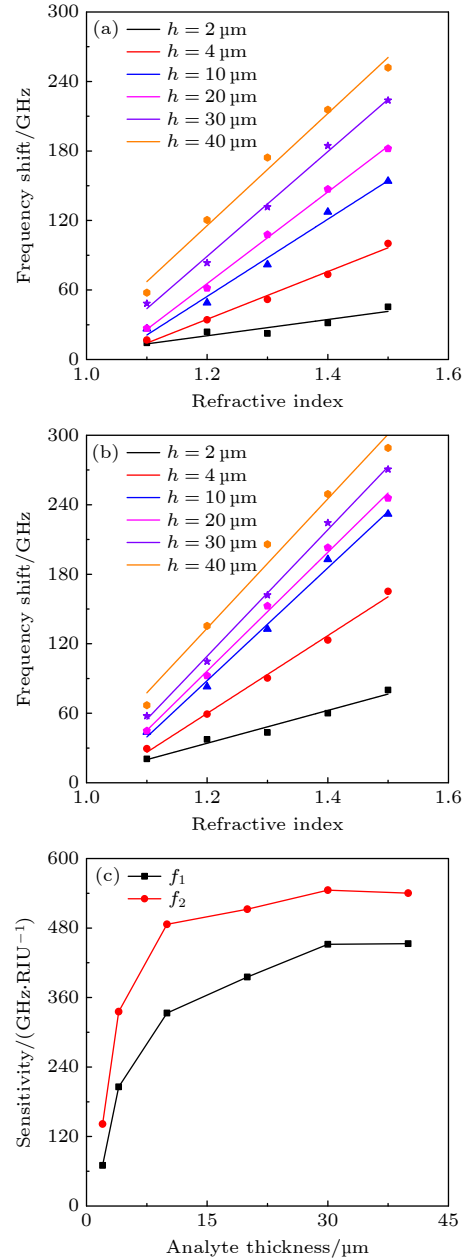 (a)
h = 2 μm
h = 4 μm
h = 10 μm
h = 20 μm
h = 30 μm
h = 40 μm
300
240
180
120
60
0
Frequency shift/GHz
1.0 1.2 1.4 1.6
Refractive index
(b)
h = 2 μm
h = 4 μm
h = 10 μm
h = 20 μm
h = 30 μm
h = 40 μm
300
240
180
120
60
0
Frequency shift/GHz
1.0 1.2 1.4 1.6
Refractive index
(c)
f₁
f₂
600
480
360
240
120
0
Sensitivity/(GHz·RIU⁻¹)
0 15 30 45
Analyte thickness/μm